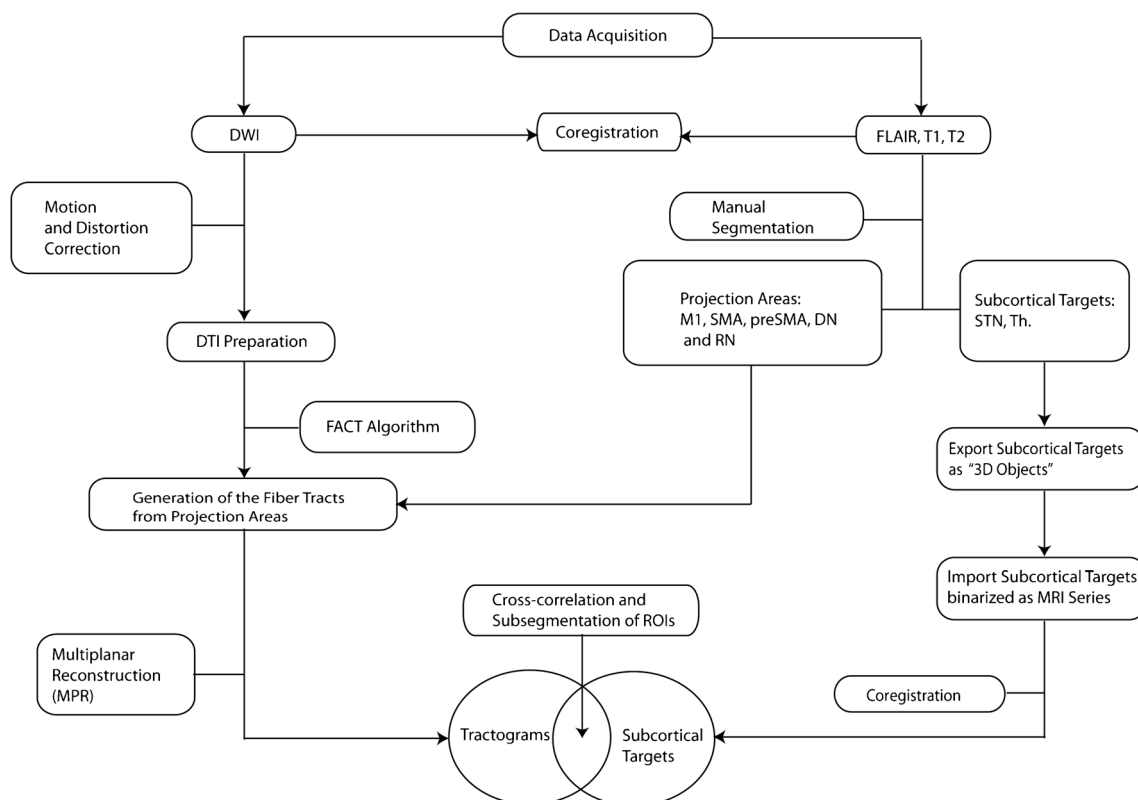 Data Acquisition
DWI
Coregistration
FLAIR, T1, T2
Motion
and Distortion
Correction
Manual
Segmentation
Projection Areas:
M1, SMA, preSMA, DN
and RN
Subcortical Targets:
STN, Th.
DTI Preparation
FACT Algorithm
Export Subcortical Targets
as “3D Objects”
Generation of the Fiber Tracts
from Projection Areas
Import Subcortical Targets
binarized as MRI Series
Cross-correlation and
Subsegmentation of ROIs
Multiplanar
Reconstruction
(MPR)
Coregistration
Tractograms
Subcortical
Targets